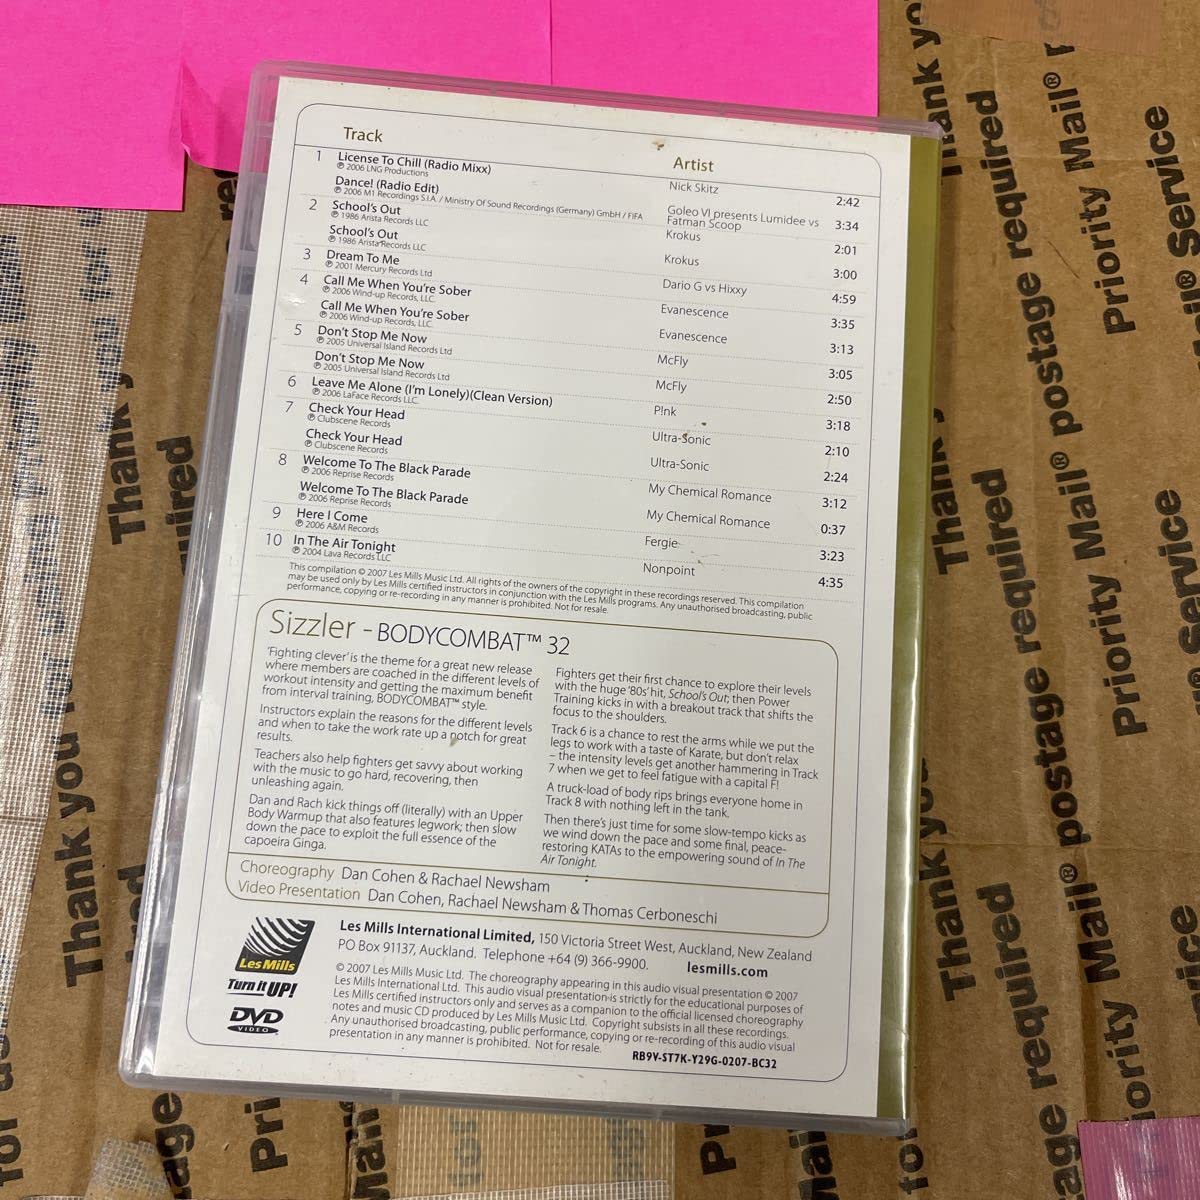 Track Artist
1 License To Chill (Radio Mixx) Nick Skitz 2:42
℗ 2006 LNG Productions
Dance! (Radio Edit) Goleo VI presents Lumidee vs Fatman Scoop 3:34
℗ 2006 M1 Recordings S.I.A. / Ministry Of Sound Recordings (Germany) GmbH / FIFA
2 School's Out Krokus 2:01
℗ 1986 Arista Records LLC
School's Out Krokus 3:00
℗ 1986 Arista Records LLC
3 Dream To Me Dario G vs Hixxy 4:59
℗ 2001 Mercury Records Ltd
4 Call Me When You're Sober Evanescence 3:35
℗ 2006 Wind-up Records, LLC.
Call Me When You're Sober Evanescence 3:13
℗ 2006 Wind-up Records, LLC.
5 Don't Stop Me Now McFly 3:05
℗ 2005 Universal Island Records Ltd
Don't Stop Me Now McFly 2:50
℗ 2005 Universal Island Records Ltd
6 Leave Me Alone (I'm Lonely)(Clean Version) P!nk 3:18
℗ 2006 LaFace Records LLC.
7 Check Your Head Ultra-Sonic 2:10
℗ Clubscene Records
Check Your Head Ultra-Sonic 2:24
℗ Clubscene Records
8 Welcome To The Black Parade My Chemical Romance 3:12
℗ 2006 Reprise Records
Welcome To The Black Parade My Chemical Romance 0:37
℗ 2006 Reprise Records
9 Here I Come Fergie 3:23
℗ 2006 A&M Records
10 In The Air Tonight Nonpoint 4:35
℗ 2004 Lava Records LLC
This compilation ℗ 2007 Les Mills Music Ltd. All rights of the owners of the copyright in these recordings reserved. This compilation
may be used only by Les Mills certified instructors in conjunction with the Les Mills programs. Any unauthorised broadcasting, public
performance, copying or re-recording in any manner is prohibited. Not for resale.
Sizzler - BODYCOMBAT™ 32
'Fighting clever' is the theme for a great new release
where members are coached in the different levels of
workout intensity and getting the maximum benefit
from interval training, BODYCOMBAT™ style.
Instructors explain the reasons for the different levels
and when to take the work rate up a notch for great
results.
Teachers also help fighters get savvy about working
with the music to go hard, recovering, then
unleashing again.
Dan and Rach kick things off (literally) with an Upper
Body Warmup that also features legwork; then slow
down the pace to exploit the full essence of the
capoeira Ginga.
Fighters get their first chance to explore their levels
with the huge '80s' hit, School's Out; then Power
Training kicks in with a breakout track that shifts the
focus to the shoulders.
Track 6 is a chance to rest the arms while we put the
legs to work with a taste of Karate, but don't relax
– the intensity levels get another hammering in Track
7 when we get to feel fatigue with a capital F!
A truck-load of body rips brings everyone home in
Track 8 with nothing left in the tank.
Then there's just time for some slow-tempo kicks as
we wind down the pace and some final, peace-
restoring KATAs to the empowering sound of In The
Air Tonight.
Choreography Dan Cohen & Rachael Newsham
Video Presentation Dan Cohen, Rachael Newsham & Thomas Cerboneschi
Les Mills
Turn it UP!
DVD
VIDEO
Les Mills International Limited, 150 Victoria Street West, Auckland, New Zealand
PO Box 91137, Auckland. Telephone +64 (9) 366-9900. lesmills.com
© 2007 Les Mills Music Ltd. The choreography appearing in this audio visual presentation © 2007
Les Mills International Ltd. This audio visual presentation is strictly for the educational purposes of
Les Mills certified instructors only and serves as a companion to the official licensed choreography
notes and music CD produced by Les Mills Music Ltd. Copyright subsists in all these recordings.
Any unauthorised broadcasting, public performance, copying or re-recording of this audio visual
presentation in any manner is prohibited. Not for resale.
RB9V-ST7K-Y29G-0207-BC32
Thank you
Priority Mail® postage required
Priority Mail® Service
Thank you
Priority Mail® postage required
Priority Mail® Service
Thank you for
required
Thank you for